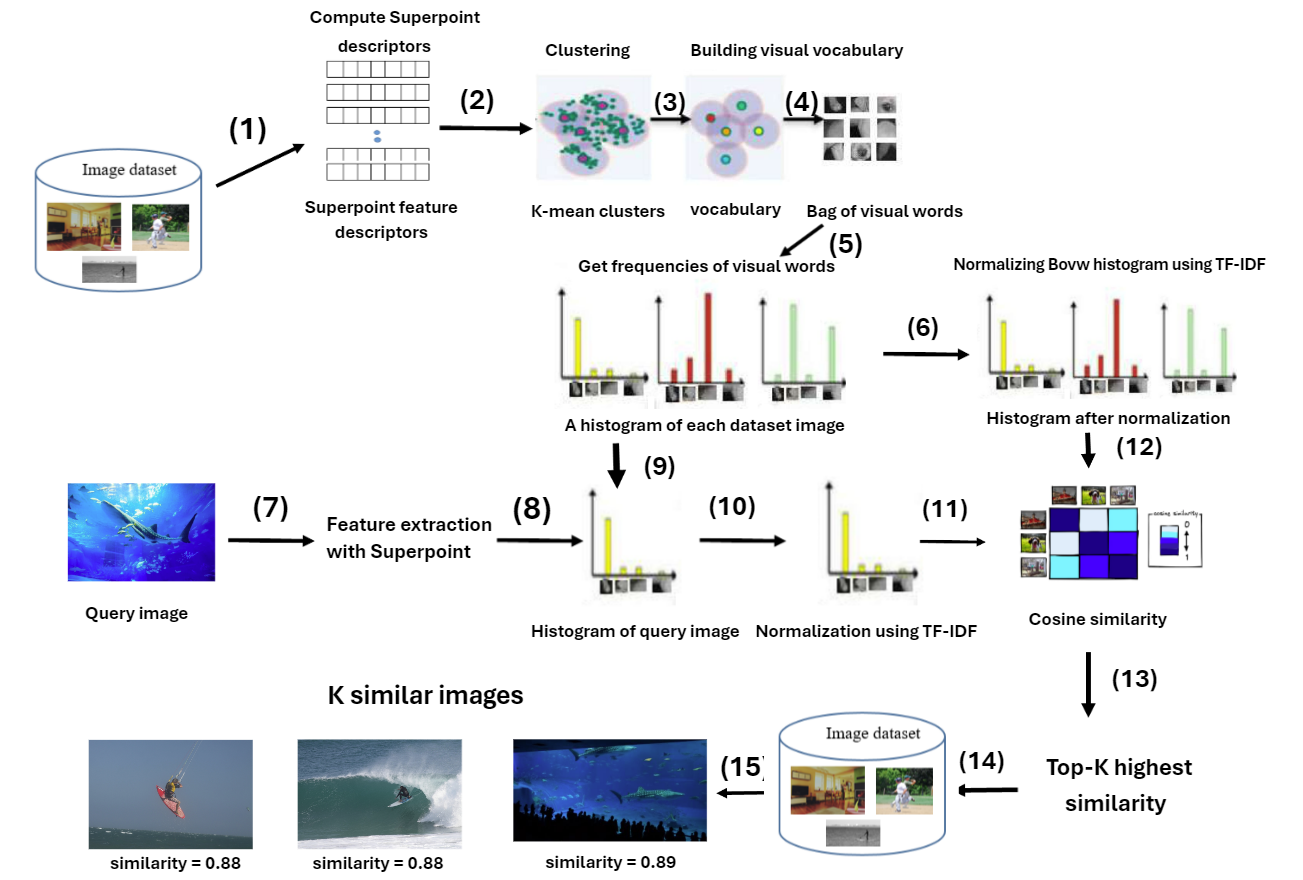 Compute Superpoint
descriptors
Clustering
Building visual vocabulary
(1)
(2)
(3)
(4)
Image dataset
Superpoint feature
descriptors
K-mean clusters
vocabulary
Bag of visual words
(5)
Get frequencies of visual words
Normalizing Bovw histogram using TF-IDF
(6)
A histogram of each dataset image
Histogram after normalization
(9)
(12)
(7)
Feature extraction
with Superpoint
(8)
(10)
(11)
cosine similarity
0
1
Query image
Histogram of query image
Normalization using TF-IDF
Cosine similarity
(13)
K similar images
Image dataset
(15)
(14)
Top-K highest
similarity
similarity = 0.88
similarity = 0.88
similarity = 0.89